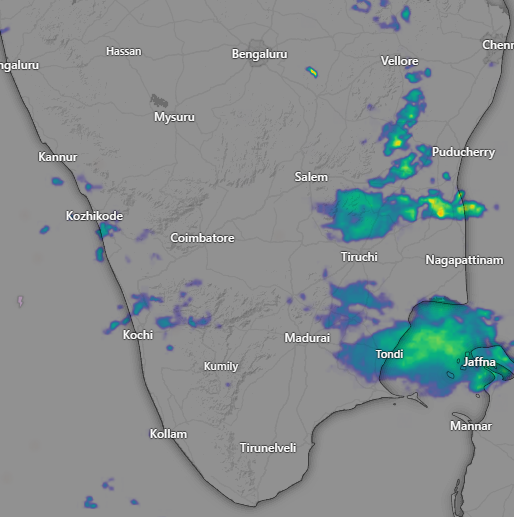 Hassan
Bengaluru
Vellore
Chenn
ngaluru
Mysuru
Kannur
Puducherry
Salem
Kozhikode
Coimbatore
Tiruchi
Nagapattinam
Kochi
Madurai
Tondi
Jaffna
Kumily
Kollam
Tirunelveli
Mannar